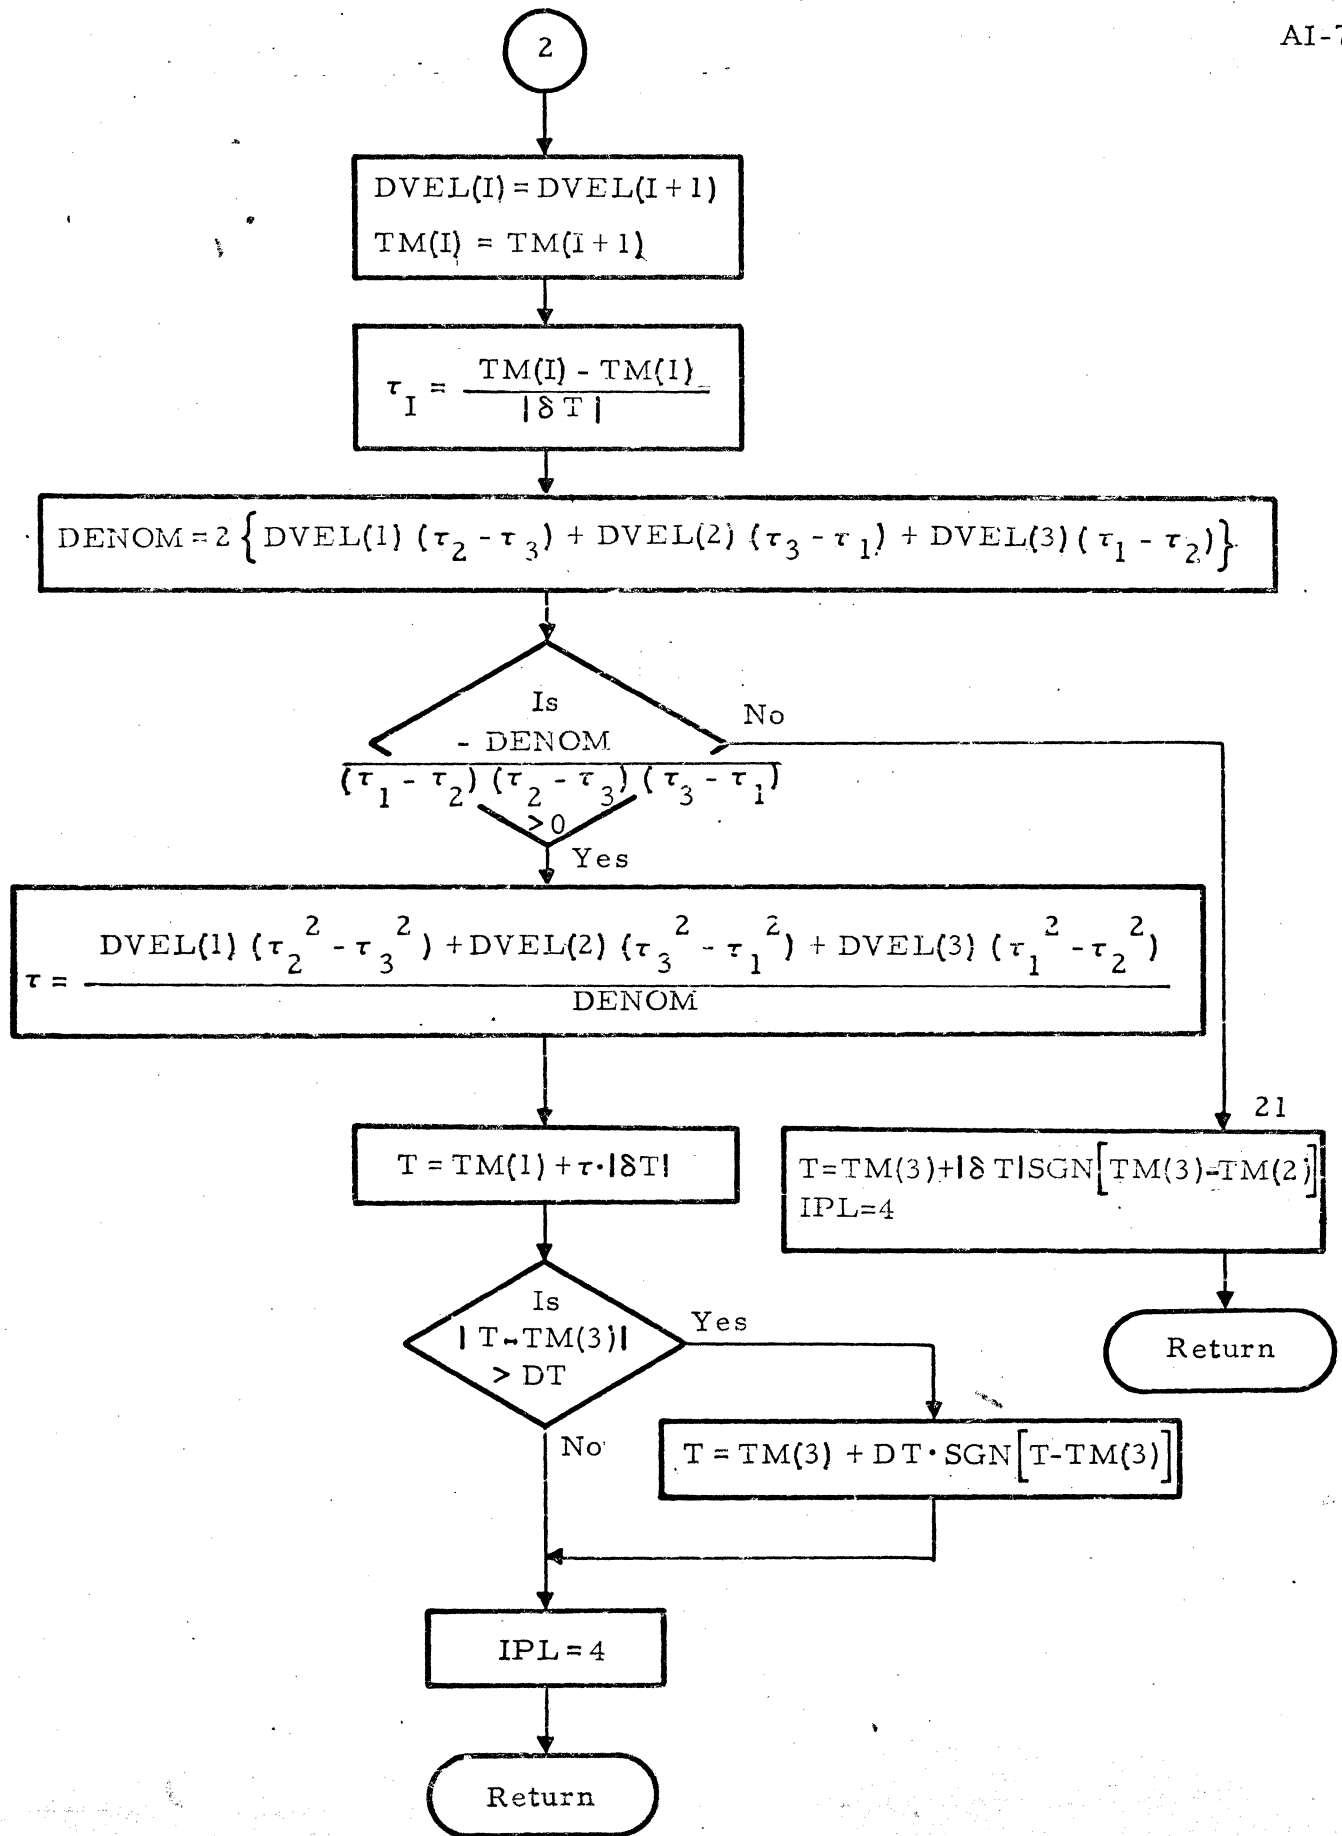 AI-7
2
DVEL(I) = DVEL(I+1)
TM(I) = TM(I+1)
τ_I = \frac{TM(I) - TM(1)}{|δT|}
DENOM = 2 {DVEL(1) (τ_2 - τ_3) + DVEL(2) (τ_3 - τ_1) + DVEL(3) (τ_1 - τ_2)}
Is
- DENOM
(τ_1 - τ_2) (τ_2 - τ_3) (τ_3 - τ_1)
> 0
No
Yes
τ = \frac{DVEL(1) (τ_2^2 - τ_3^2) + DVEL(2) (τ_3^2 - τ_1^2) + DVEL(3) (τ_1^2 - τ_2^2)}{DENOM}
21
T = TM(1) + τ·|δT|
T=TM(3)+|δT|SGN[TM(3)-TM(2)]
IPL=4
Is
|T-TM(3)|
> DT
Yes
Return
No
T = TM(3) + DT·SGN[T-TM(3)]
IPL = 4
Return